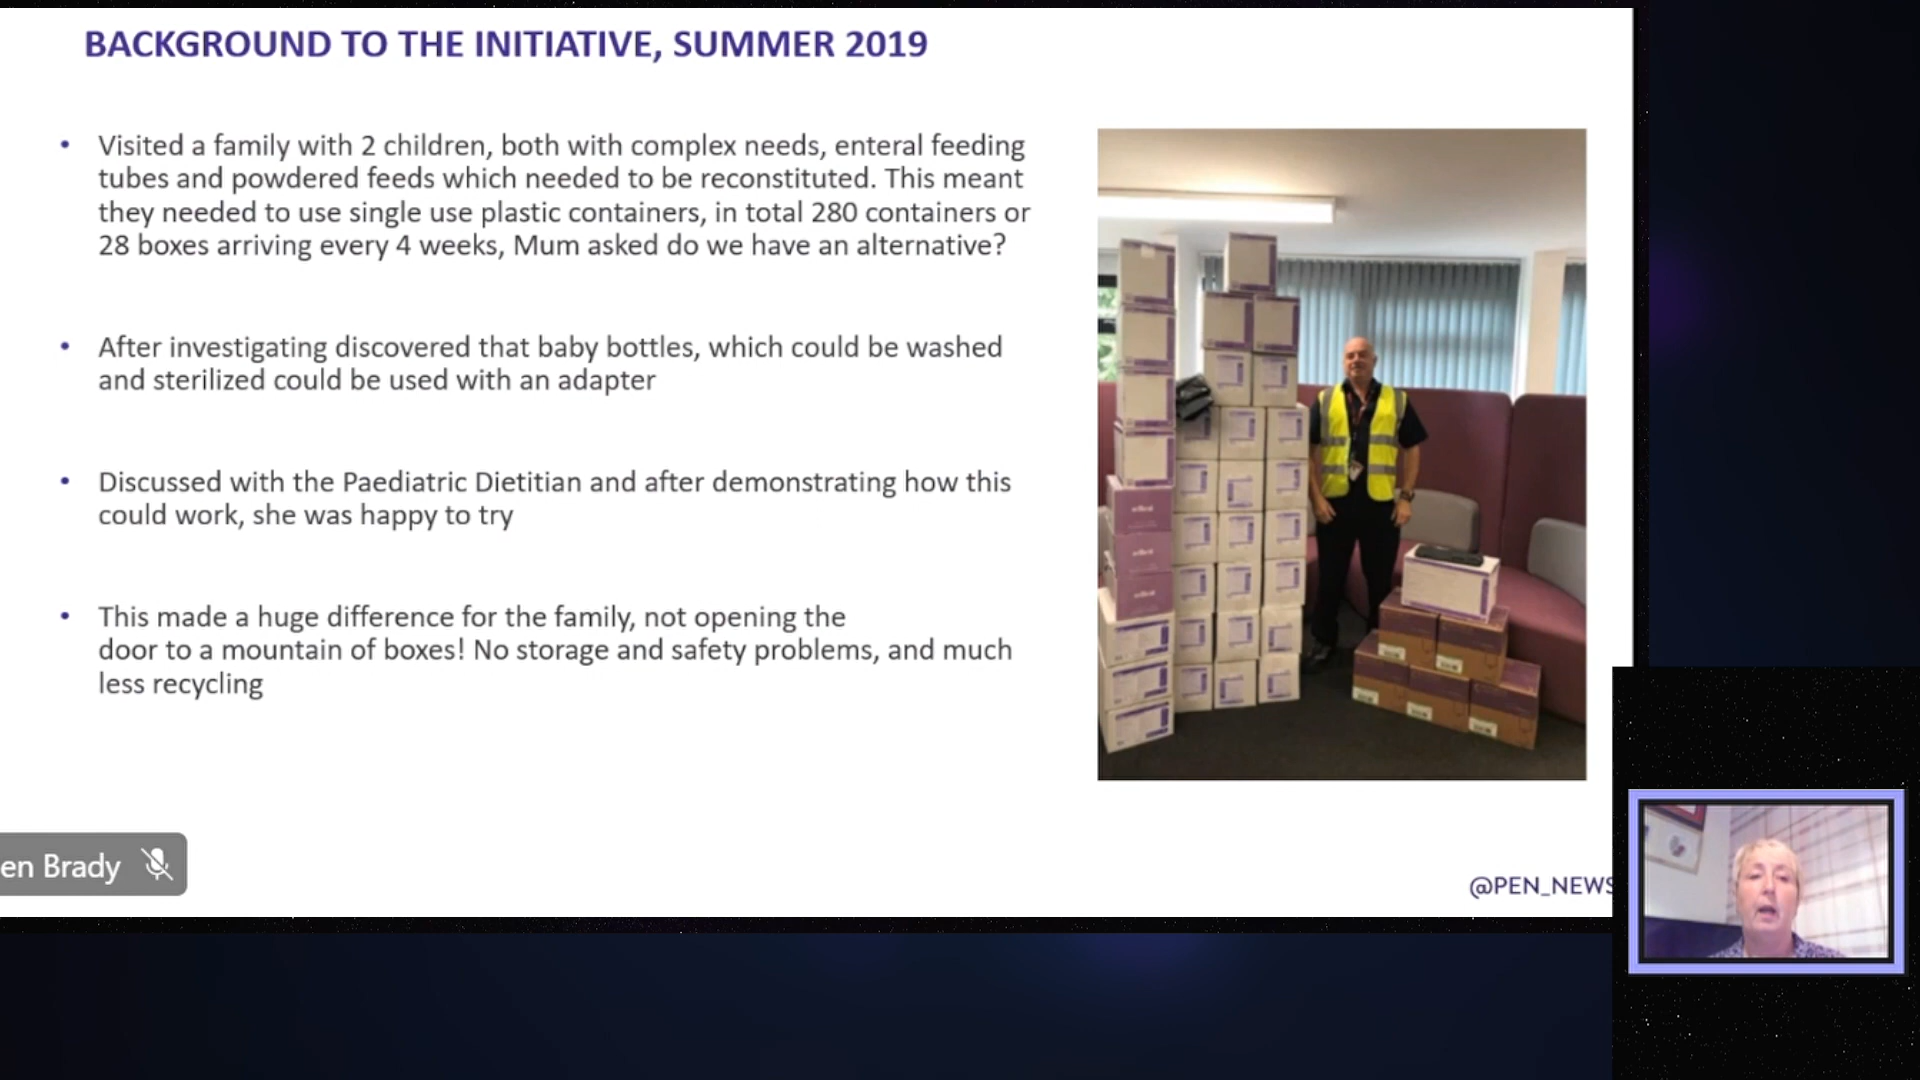 BACKGROUND TO THE INITIATIVE, SUMMER 2019
• Visited a family with 2 children, both with complex needs, enteral feeding
tubes and powdered feeds which needed to be reconstituted. This meant
they needed to use single use plastic containers, in total 280 containers or
28 boxes arriving every 4 weeks, Mum asked do we have an alternative?
• After investigating discovered that baby bottles, which could be washed
and sterilized could be used with an adapter
• Discussed with the Paediatric Dietitian and after demonstrating how this
could work, she was happy to try
• This made a huge difference for the family, not opening the
door to a mountain of boxes! No storage and safety problems, and much
less recycling
en Brady
@PEN_NEWS